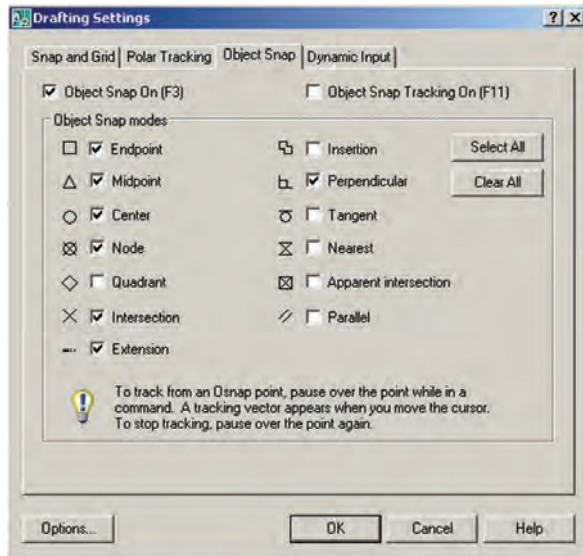 Drafting Settings
Snap and Grid Polar Tracking Object Snap Dynamic Input
Object Snap On (F3) Object Snap Tracking On (F11)
Object Snap modes
Endpoint Insertion Select All
Midpoint Perpendicular Clear All
Center Tangent
Node Nearest
Quadrant Apparent intersection
Intersection Parallel
Extension
To track from an Osnap point, pause over the point while in a
command. A tracking vector appears when you move the cursor.
To stop tracking, pause over the point again.
Options... OK Cancel Help